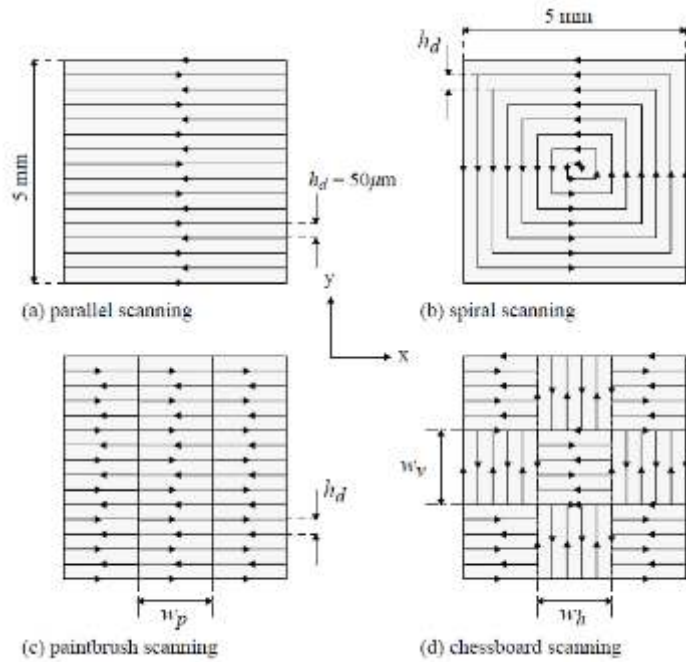 5 mm
h_d
5 mm
h_d = 50μm
y
(a) parallel scanning
(b) spiral scanning
x
w_v
h_d
w_p
w_h
(c) paintbrush scanning
(d) chessboard scanning